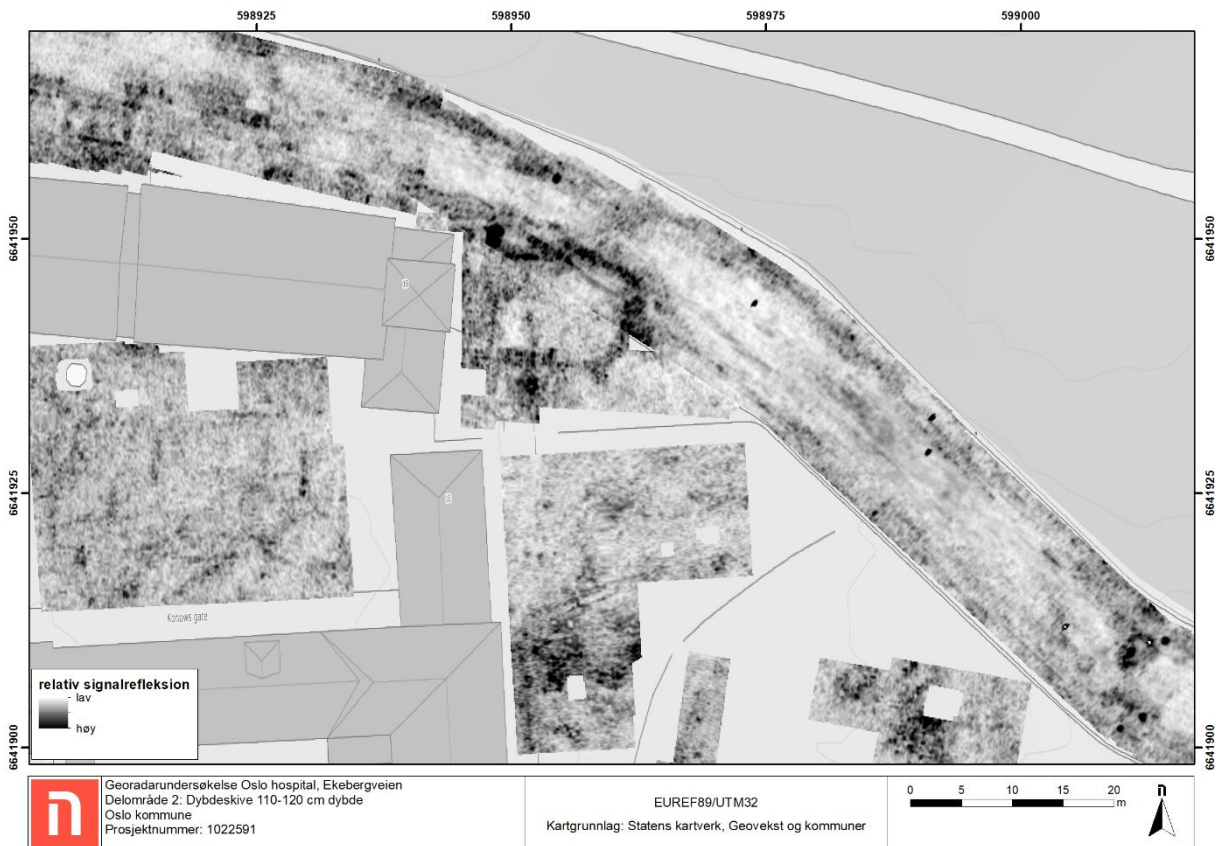 598925
598950
598975
599000
6641950
6641950
6641925
6641925
6641900
6641900
Konows gate
relativ signalrefleksion
lav
høy
Georadarundersøkelse Oslo hospital, Ekebergveien
Delområde 2: Dybdeskive 110-120 cm dybde
Oslo kommune
Prosjektnummer: 1022591
EUREF89/UTM32
Kartgrunnlag: Statens kartverk, Geovekst og kommuner
0 5 10 15 20
m
n